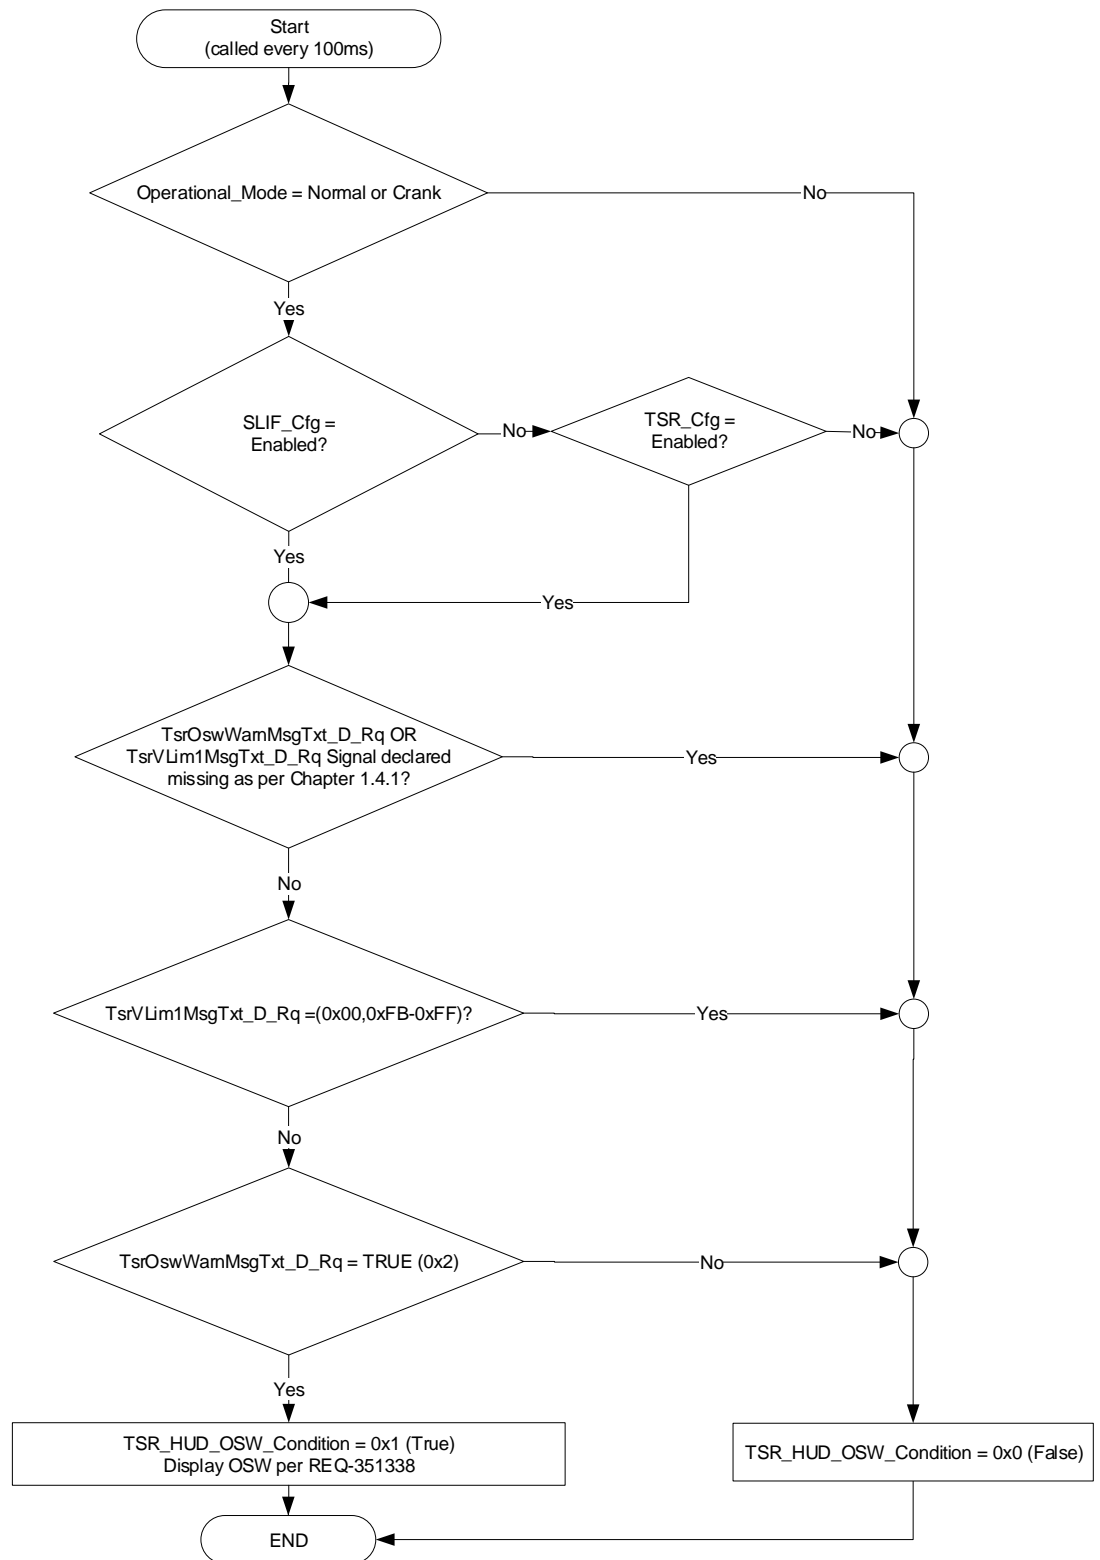 Start
(called every 100ms)
Operational_Mode = Normal or Crank
No
Yes
SLIF_Cfg =
Enabled?
No
TSR_Cfg =
Enabled?
No
Yes
Yes
TsrOswWarnMsgTxt_D_Rq OR
TsrVLim1MsgTxt_D_Rq Signal declared
missing as per Chapter 1.4.1?
Yes
No
TsrVLim1MsgTxt_D_Rq =(0x00,0xFB-0xFF)?
Yes
No
TsrOswWarnMsgTxt_D_Rq = TRUE (0x2)
No
Yes
TSR_HUD_OSW_Condition = 0x1 (True)
Display OSW per REQ-351338
TSR_HUD_OSW_Condition = 0x0 (False)
END